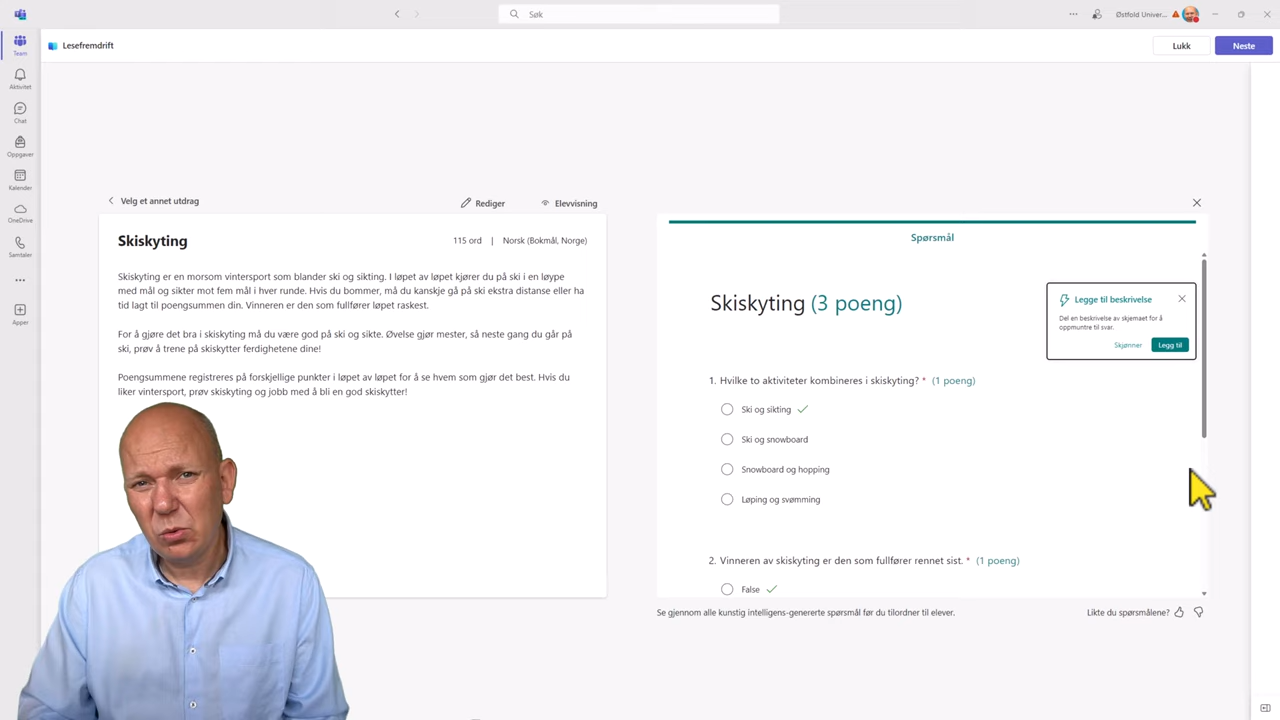 Søk
Østfold Univer...
Lesefremdrift
Lukk
Neste
Team
Aktivitet
Chat
Oppgaver
Kalender
OneDrive
Samtaler
Apper
Velg et annet utdrag
Rediger
Elevvisning
Skiskyting
115 ord | Norsk (Bokmål, Norge)
Skiskyting er en morsom vintersport som blander ski og sikting. I løpet av løpet kjører du på ski i en løype
med mål og sikter mot fem mål i hver runde. Hvis du bommer, må du kanskje gå på ski ekstra distanse eller ha
tid lagt til poengsummen din. Vinneren er den som fullfører løpet raskest.
For å gjøre det bra i skiskyting må du være god på ski og sikte. Øvelse gjør mester, så neste gang du går på
ski, prøv å trene på skiskytter ferdighetene dine!
Poengsummene registreres på forskjellige punkter i løpet av løpet for å se hvem som gjør det best. Hvis du
liker vintersport, prøv skiskyting og jobb med å bli en god skiskytter!
Spørsmål
Skiskyting (3 poeng)
Legge til beskrivelse
Del en beskrivelse av skjemaet for å
oppmuntre til svar.
Skjønner
Legg til
1. Hvilke to aktiviteter kombineres i skiskyting? * (1 poeng)
Ski og sikting
Ski og snowboard
Snowboard og hopping
Løping og svømming
2. Vinneren av skiskyting er den som fullfører rennet sist. * (1 poeng)
False
Se gjennom alle kunstig intelligens-genererte spørsmål før du tilordner til elever.
Likte du spørsmålene?